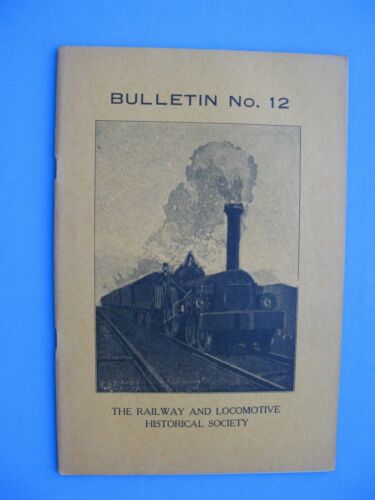 BULLETIN No. 12
THE RAILWAY AND LOCOMOTIVE
HISTORICAL SOCIETY